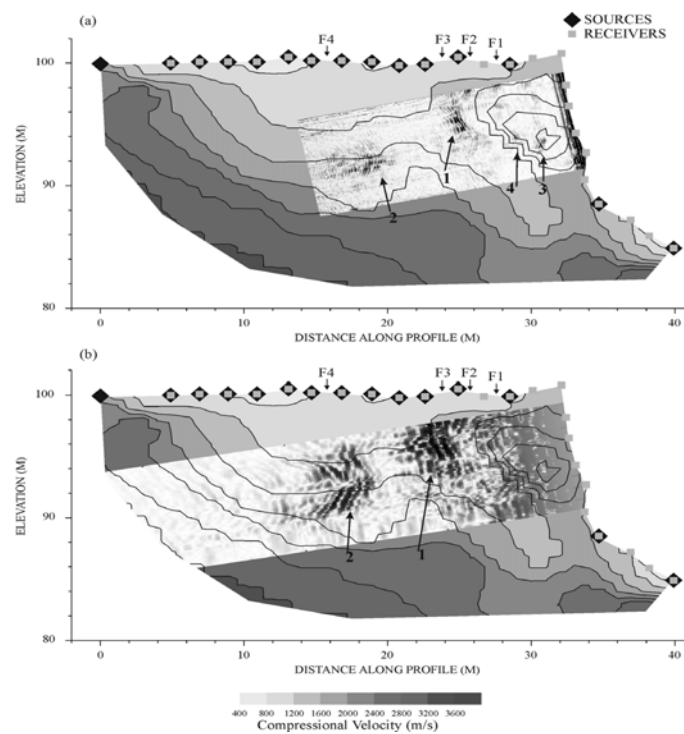 (a)
SOURCES
RECEIVERS
F4 F3 F2 F1
100
90
80
ELEVATION (M)
1
2
4
3
0 10 20 30 40
DISTANCE ALONG PROFILE (M)
(b)
F4 F3 F2 F1
100
90
80
ELEVATION (M)
2
1
0 10 20 30 40
DISTANCE ALONG PROFILE (M)
400 800 1200 1600 2000 2400 2800 3200 3600
Compressional Velocity (m/s)